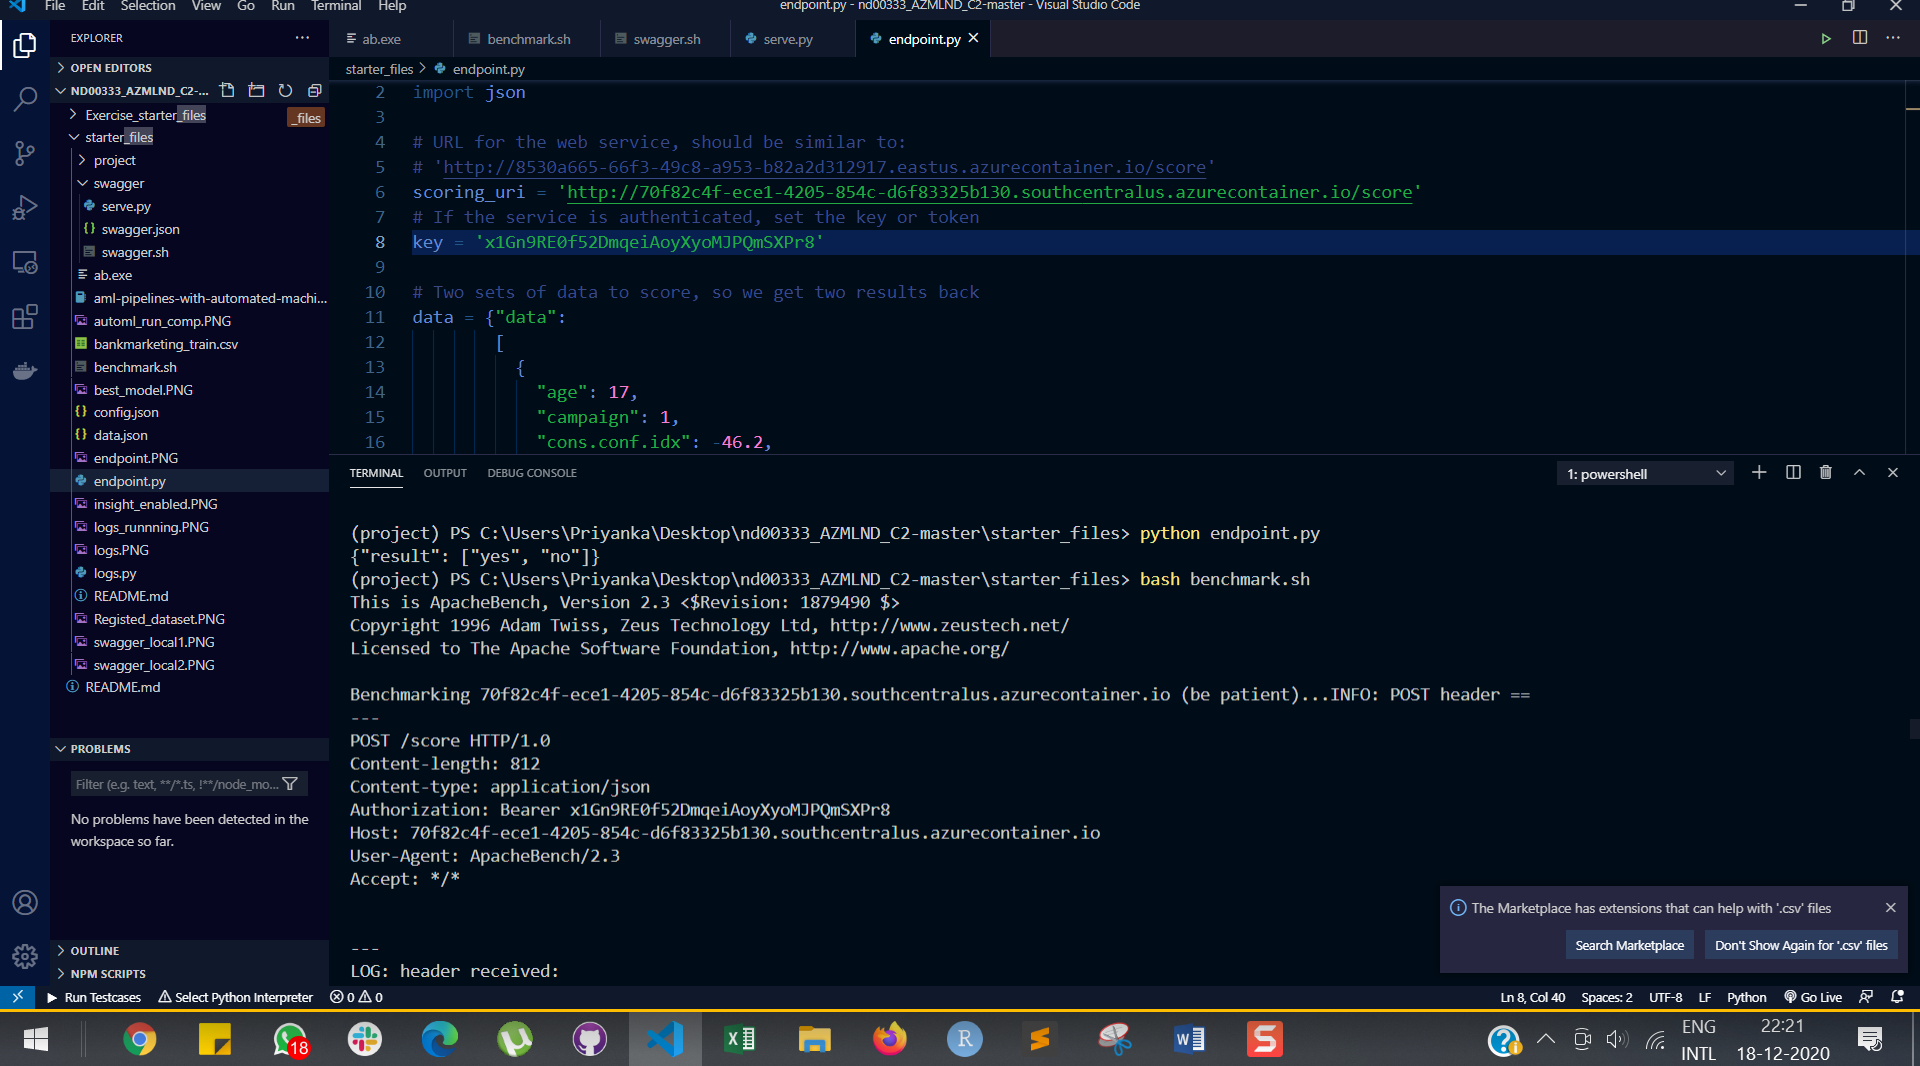 File Edit Selection View Go Run Terminal Help
endpoint.py - nd00333_AZMLND_C2-master - Visual Studio Code
EXPLORER
ab.exe
benchmark.sh
swagger.sh
serve.py
endpoint.py
OPEN EDITORS
ND00333_AZMLND_C2-...
Exercise_starter_files
_files
starter_files
project
swagger
serve.py
swagger.json
swagger.sh
ab.exe
aml-pipelines-with-automated-machi...
automl_run_comp.PNG
bankmarketing_train.csv
benchmark.sh
best_model.PNG
config.json
data.json
endpoint.PNG
endpoint.py
insight_enabled.PNG
logs_runnning.PNG
logs.PNG
logs.py
README.md
Registed_dataset.PNG
swagger_local1.PNG
swagger_local2.PNG
README.md
PROBLEMS
Filter (e.g. text, **/*.ts, !**/node_mo...
No problems have been detected in the
workspace so far.
OUTLINE
NPM SCRIPTS
starter_files > endpoint.py
2 import json
3
4 # URL for the web service, should be similar to:
5 # 'http://8530a665-66f3-49c8-a953-b82a2d312917.eastus.azurecontainer.io/score'
6 scoring_uri = 'http://70f82c4f-ece1-4205-854c-d6f83325b130.southcentralus.azurecontainer.io/score'
7 # If the service is authenticated, set the key or token
8 key = 'x1Gn9RE0f52DmqeiAoyXyoMJPQmSXPr8'
9
10 # Two sets of data to score, so we get two results back
11 data = {"data":
12 [
13 {
14 "age": 17,
15 "campaign": 1,
16 "cons.conf.idx": -46.2,
TERMINAL OUTPUT DEBUG CONSOLE
1: powershell
(project) PS C:\Users\Priyanka\Desktop\nd00333_AZMLND_C2-master\starter_files> python endpoint.py
{"result": ["yes", "no"]}
(project) PS C:\Users\Priyanka\Desktop\nd00333_AZMLND_C2-master\starter_files> bash benchmark.sh
This is ApacheBench, Version 2.3 <$Revision: 1879490 $>
Copyright 1996 Adam Twiss, Zeus Technology Ltd, http://www.zeustech.net/
Licensed to The Apache Software Foundation, http://www.apache.org/
Benchmarking 70f82c4f-ece1-4205-854c-d6f83325b130.southcentralus.azurecontainer.io (be patient)...INFO: POST header ==
---
POST /score HTTP/1.0
Content-length: 812
Content-type: application/json
Authorization: Bearer x1Gn9RE0f52DmqeiAoyXyoMJPQmSXPr8
Host: 70f82c4f-ece1-4205-854c-d6f83325b130.southcentralus.azurecontainer.io
User-Agent: ApacheBench/2.3
Accept: */*
---
LOG: header received:
The Marketplace has extensions that can help with '.csv' files
Search Marketplace
Don't Show Again for '.csv' files
Run Testcases
Select Python Interpreter
0 0
Ln 8, Col 40
Spaces: 2
UTF-8
LF
Python
Go Live
18
ENG
INTL
22:21
18-12-2020